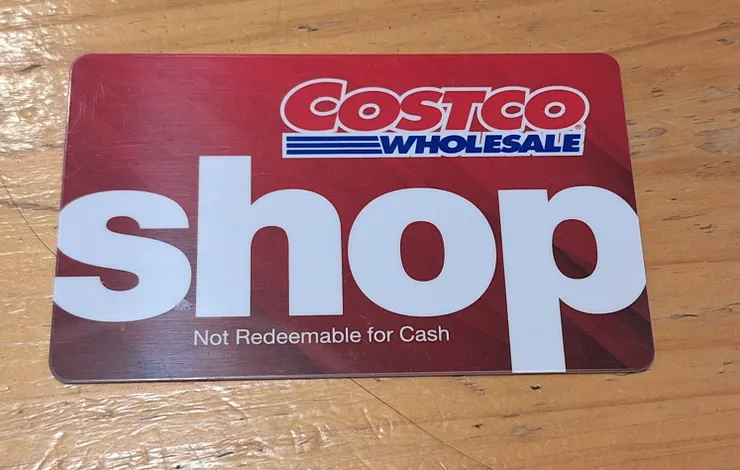 COSTCO
WHOLESALE
shop
Not Redeemable for Cash